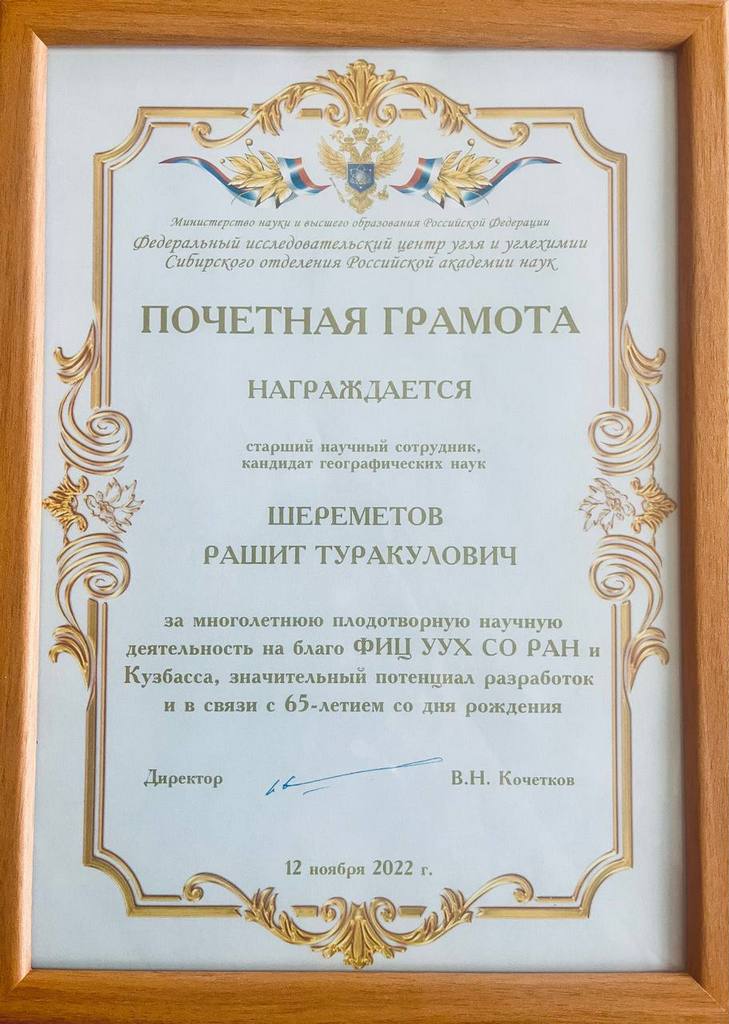 Министерство науки и высшего образования Российской Федерации
Федеральный исследовательский центр угля и углехимии
Сибирского отделения Российской академии наук
ПОЧЕТНАЯ ГРАМОТА
НАГРАЖДАЕТСЯ
старший научный сотрудник,
кандидат географических наук
ШЕРЕМЕТОВ
РАШИТ ТУРАКУЛОВИЧ
за многолетнюю плодотворную научную
деятельность на благо ФИЦ УУХ СО РАН и
Кузбасса, значительный потенциал разработок
и в связи с 65-летием со дня рождения
Директор В.Н. Кочетков
12 ноября 2022 г.